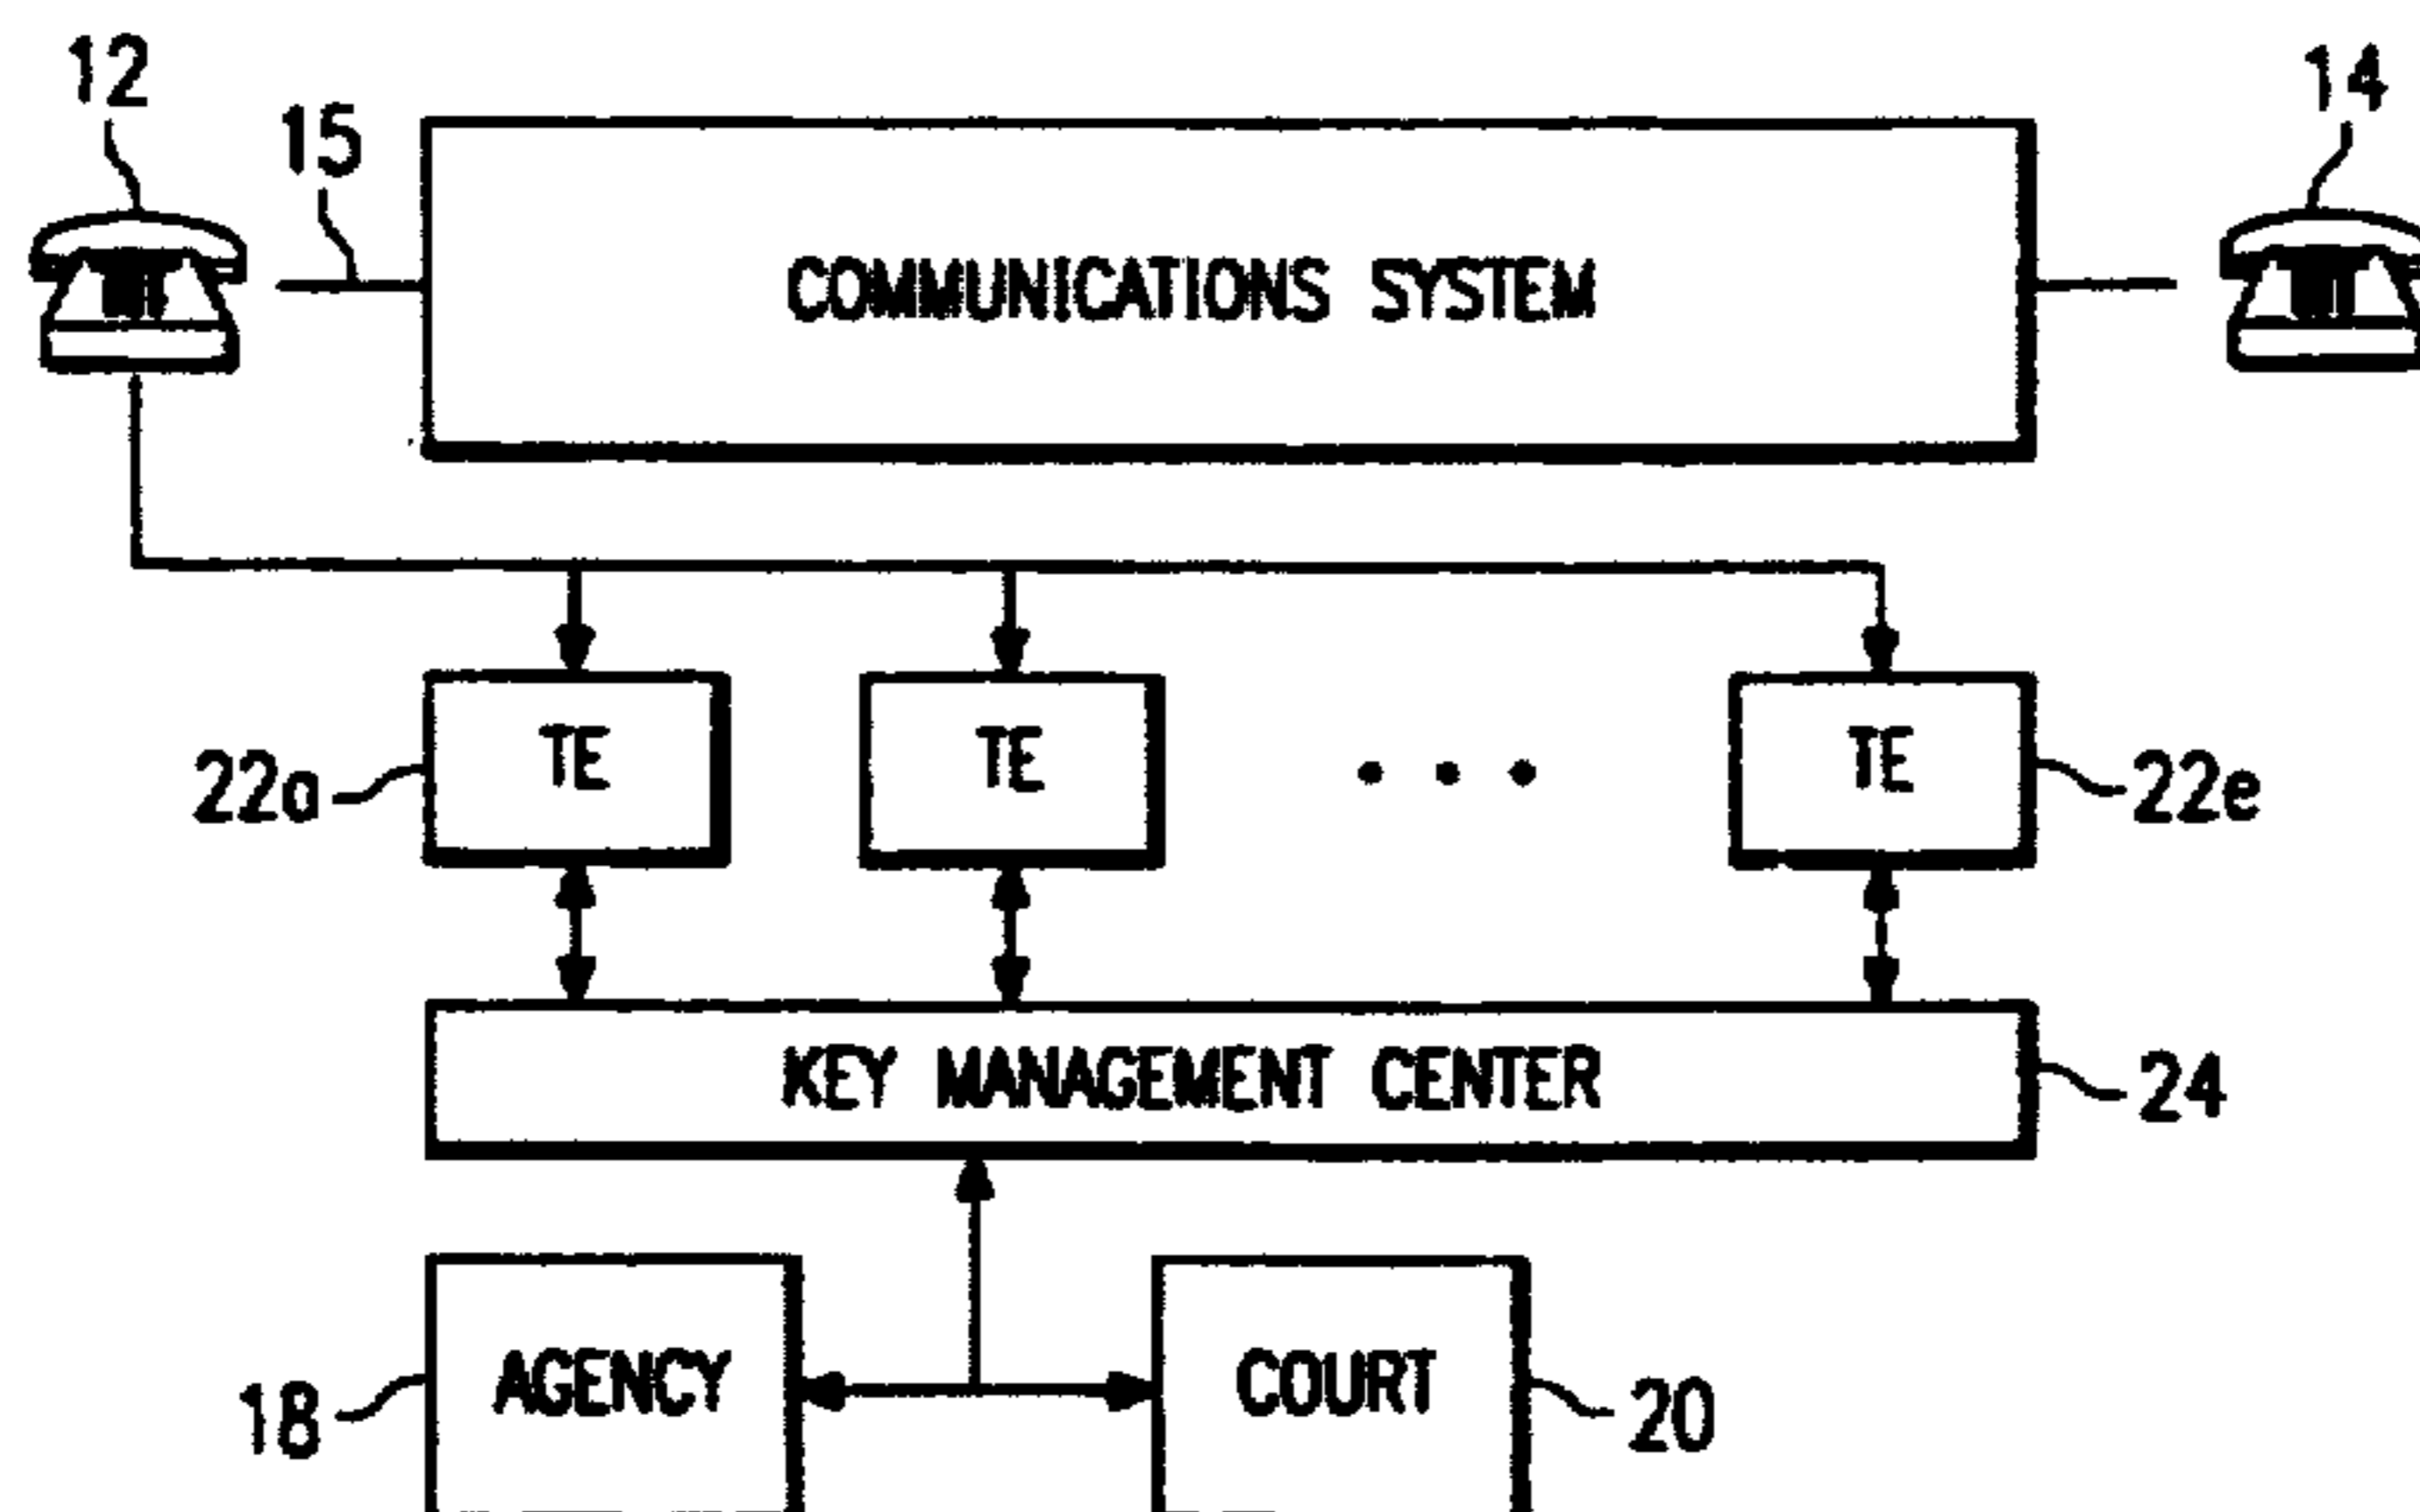 12
14
15
COMMUNICATIONS SYSTEM
TE
TE
TE
22a
22e
KEY MANAGEMENT CENTER
24
AGENCY
COURT
18
20